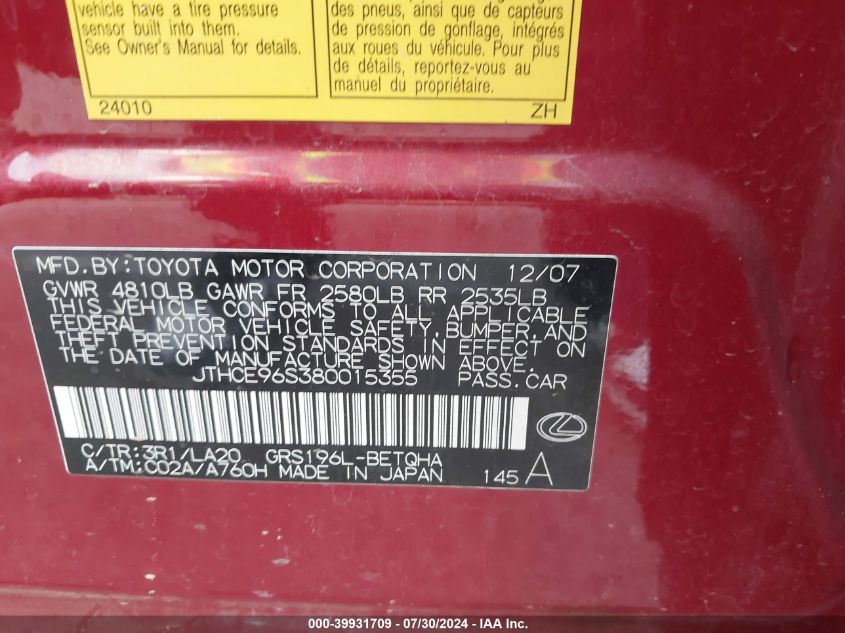 vehicle have a tire pressure
sensor built into them.
See Owner's Manual for details.
24010
des pneus, ainsi que de capteurs
de pression de gonflage, intégrés
aux roues du véhicule. Pour plus
de détails, reportez-vous au
manuel du propriétaire.
ZH
MFD.BY:TOYOTA MOTOR CORPORATION 12/07
GVWR 4810LB GAWR FR 2580LB RR 2535LB
THIS VEHICLE CONFORMS TO ALL APPLICABLE
FEDERAL MOTOR VEHICLE SAFETY,BUMPER,AND
THEFT PREVENTION STANDARDS IN EFFECT ON
THE DATE OF MANUFACTURE SHOWN ABOVE.
JTHCE96S380015355 PASS.CAR
C/TR:3R1/LA20 GRS196L-BETQHA
A/TM:C02A/A760H MADE IN JAPAN 145 A
000-39931709 - 07/30/2024 - IAA Inc.